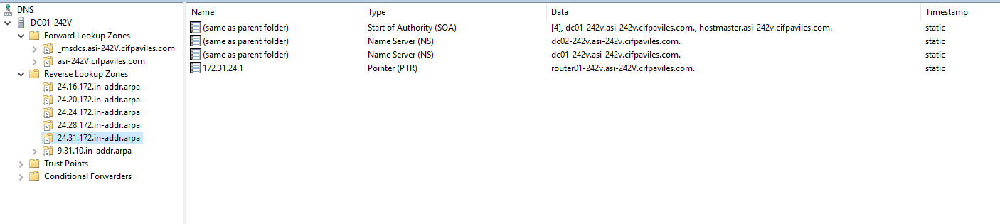 DNS
DC01-242V
Forward Lookup Zones
_msdcs.asi-242V.cifpaviles.com
asi-242V.cifpaviles.com
Reverse Lookup Zones
24.16.172.in-addr.arpa
24.20.172.in-addr.arpa
24.24.172.in-addr.arpa
24.28.172.in-addr.arpa
24.31.172.in-addr.arpa
9.31.10.in-addr.arpa
Trust Points
Conditional Forwarders
Name Type Data Timestamp
(same as parent folder) Start of Authority (SOA) [4], dc01-242v.asi-242v.cifpaviles.com., hostmaster.asi-242v.cifpaviles.com. static
(same as parent folder) Name Server (NS) dc02-242v.asi-242v.cifpaviles.com. static
(same as parent folder) Name Server (NS) dc01-242v.asi-242v.cifpaviles.com. static
172.31.24.1 Pointer (PTR) router01-242v.asi-242V.cifpaviles.com. static